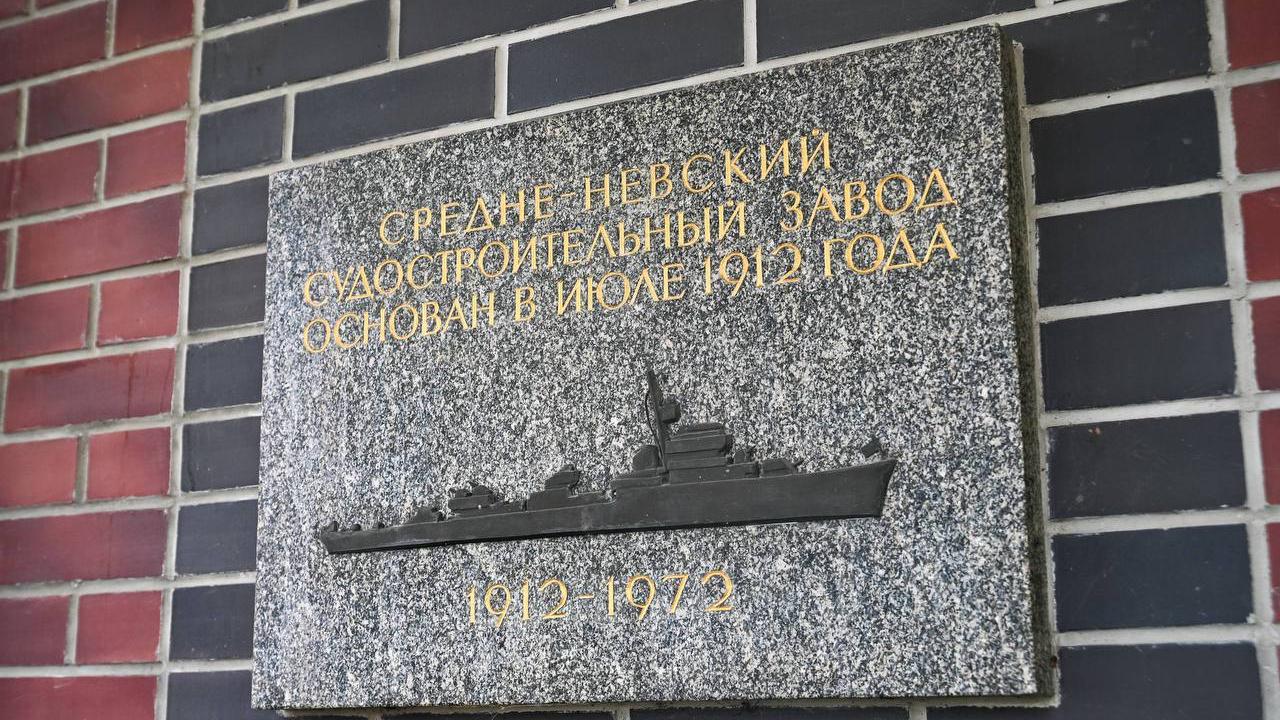 СРЕДНЕ-НЕВСКИЙ
СУДОСТРОИТЕЛЬНЫЙ ЗАВОД
ОСНОВАН В ИЮЛЕ 1912 ГОДА
1912-1972